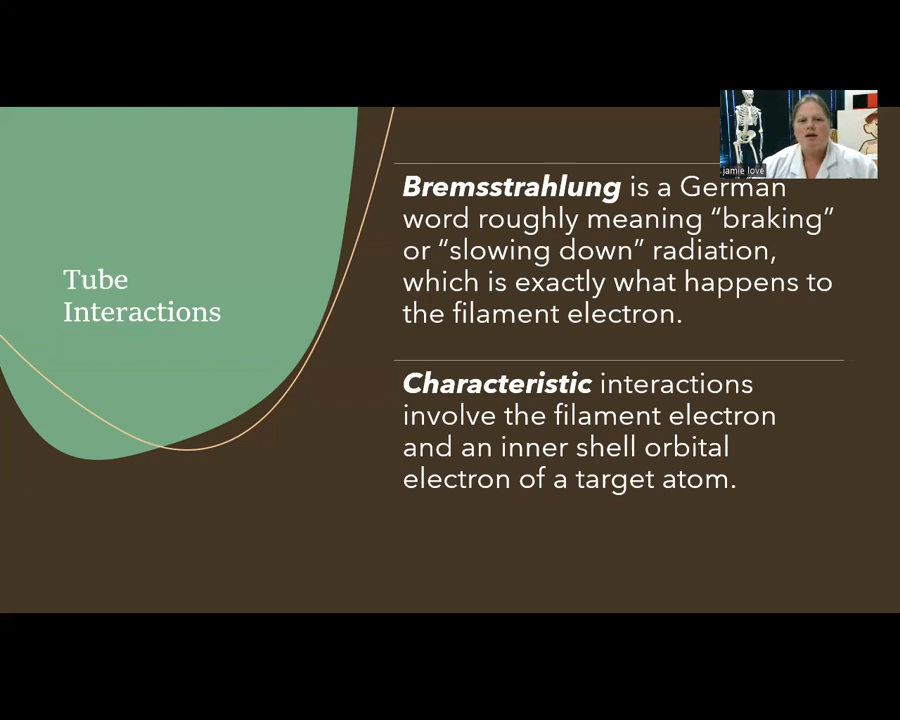 Tube
Interactions
jamie love
Bremsstrahlung is a German
word roughly meaning “braking”
or “slowing down” radiation,
which is exactly what happens to
the filament electron.
Characteristic interactions
involve the filament electron
and an inner shell orbital
electron of a target atom.